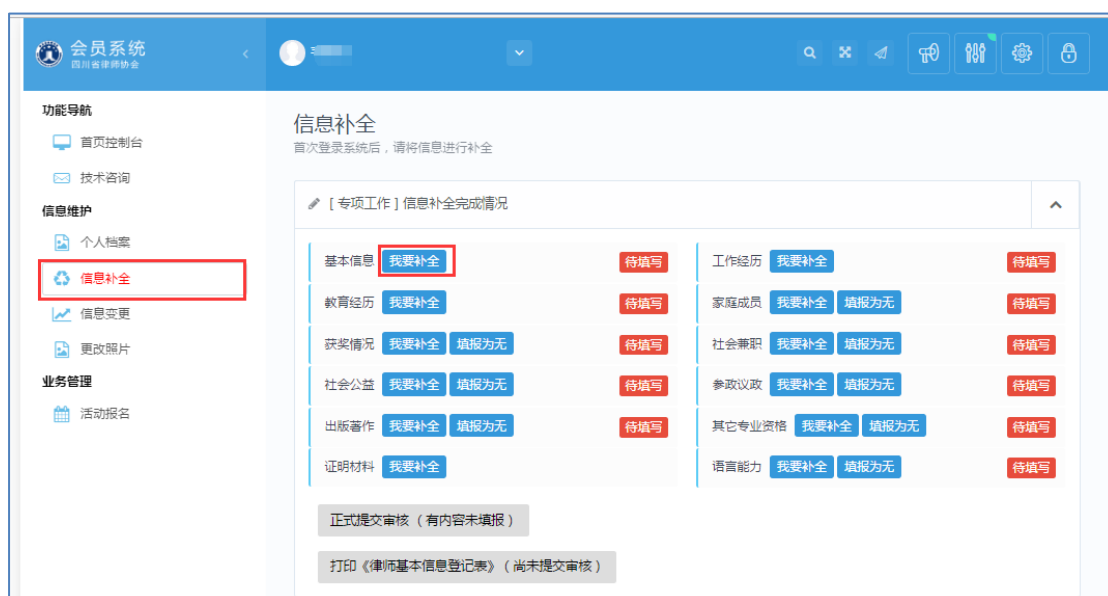 会员系统
四川省律师协会
功能导航
首页控制台
技术咨询
信息维护
个人档案
信息补全
信息变更
更改照片
业务管理
活动报名
信息补全
首次登录系统后，请将信息进行补全
[ 专项工作 ] 信息补全完成情况
基本信息 我要补全 待填写
工作经历 我要补全 待填写
教育经历 我要补全 待填写
家庭成员 我要补全 填报为无 待填写
获奖情况 我要补全 填报为无 待填写
社会兼职 我要补全 填报为无 待填写
社会公益 我要补全 填报为无 待填写
参政议政 我要补全 填报为无 待填写
出版著作 我要补全 填报为无 待填写
其它专业资格 我要补全 填报为无 待填写
证明材料 我要补全
语言能力 我要补全 填报为无 待填写
正式提交审核 （ 有内容未填报 ）
打印《律师基本信息登记表》（ 尚未提交审核 ）